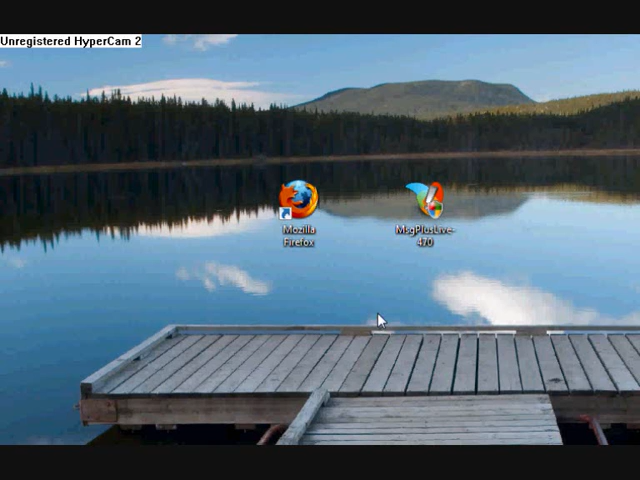 Unregistered HyperCam 2
Mozilla
Firefox
MsgPlusLive-
470